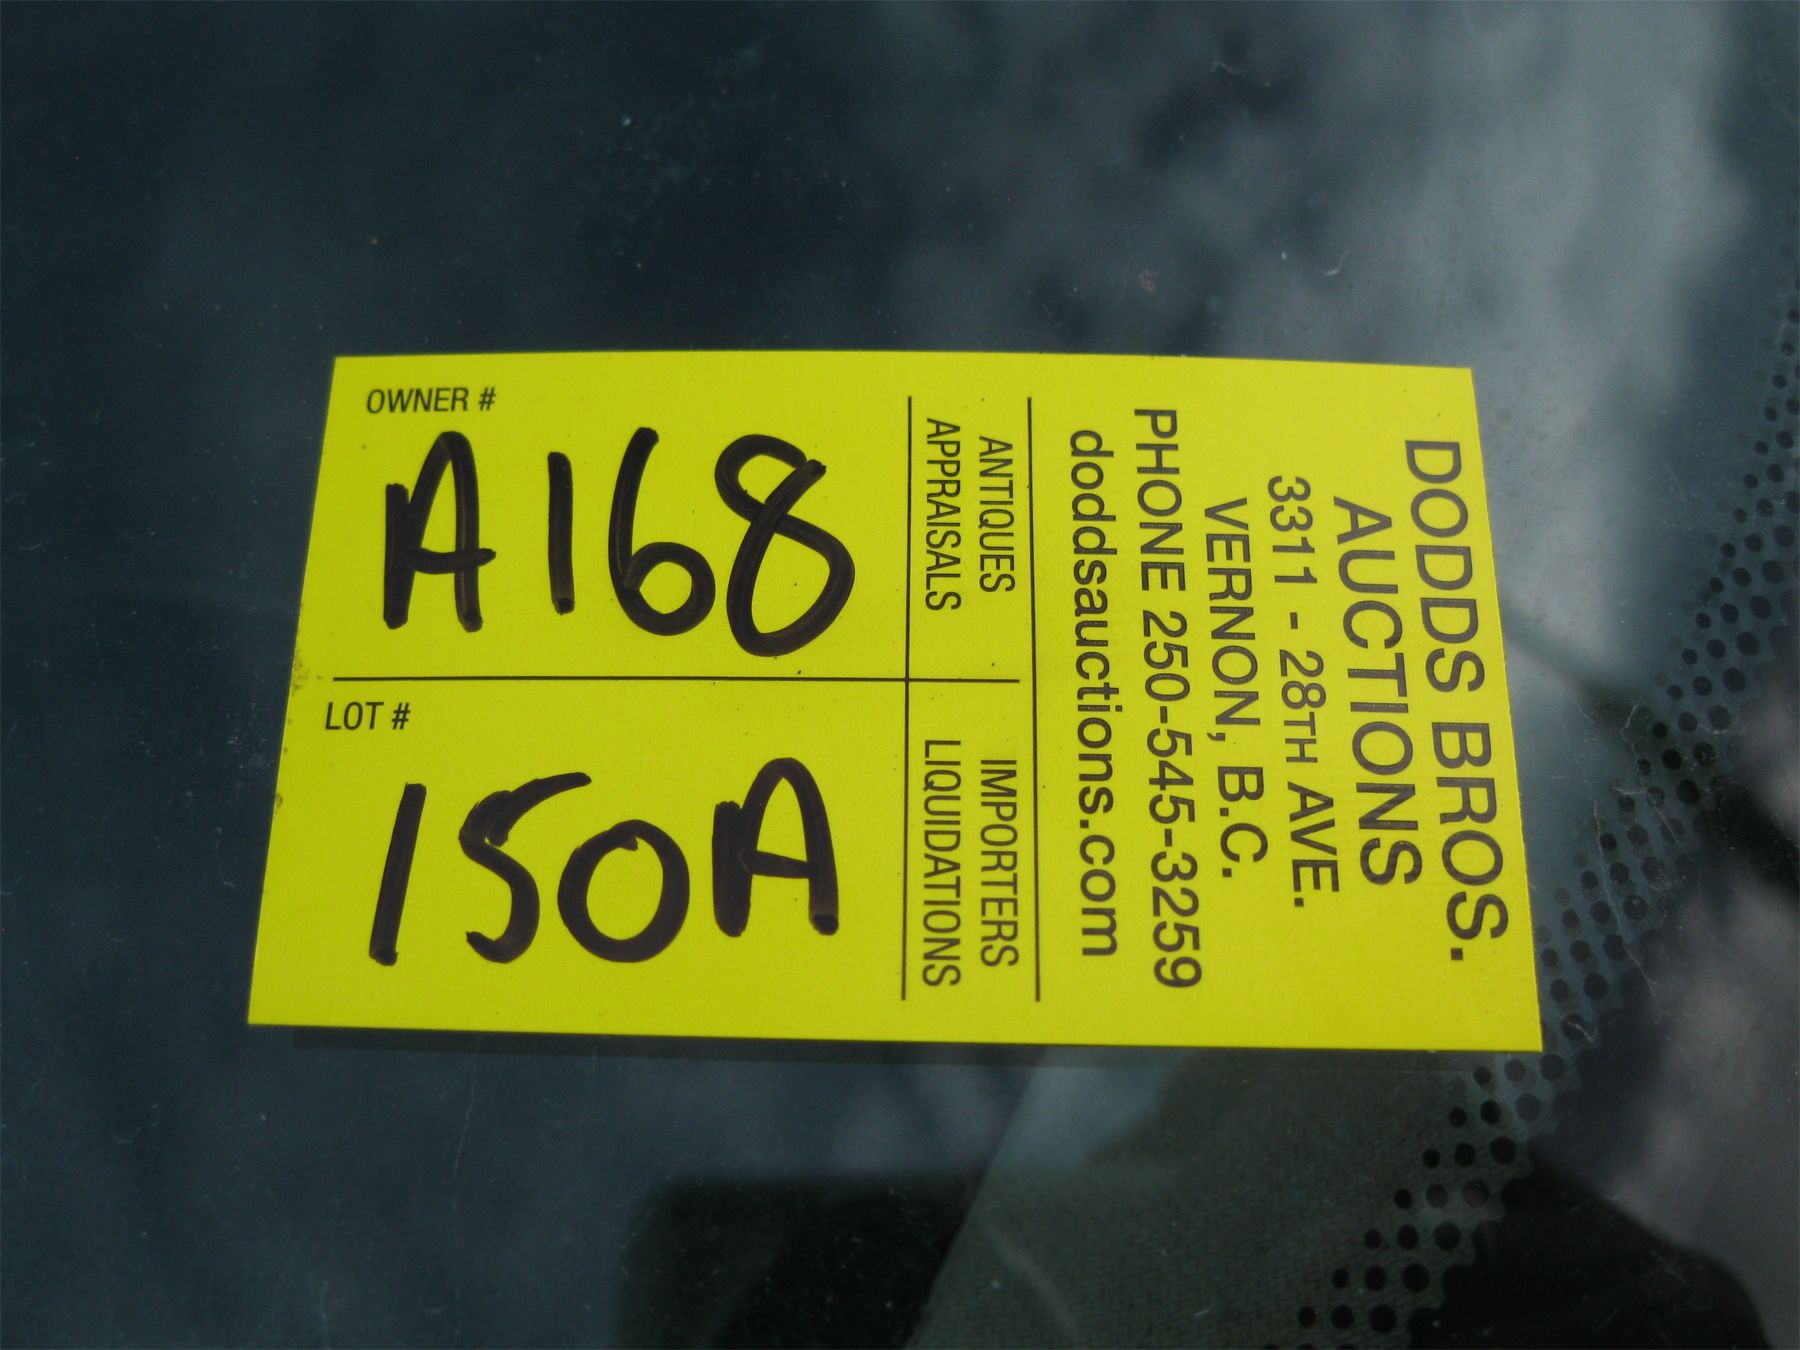 OWNER #
A168
LOT #
150A
DODDS BROS.
AUCTIONS
3311 - 28TH AVE.
VERNON, B.C.
PHONE 250-545-3259
doddsauctions.com
ANTIQUES
APPRAISALS
IMPORTERS
LIQUIDATIONS